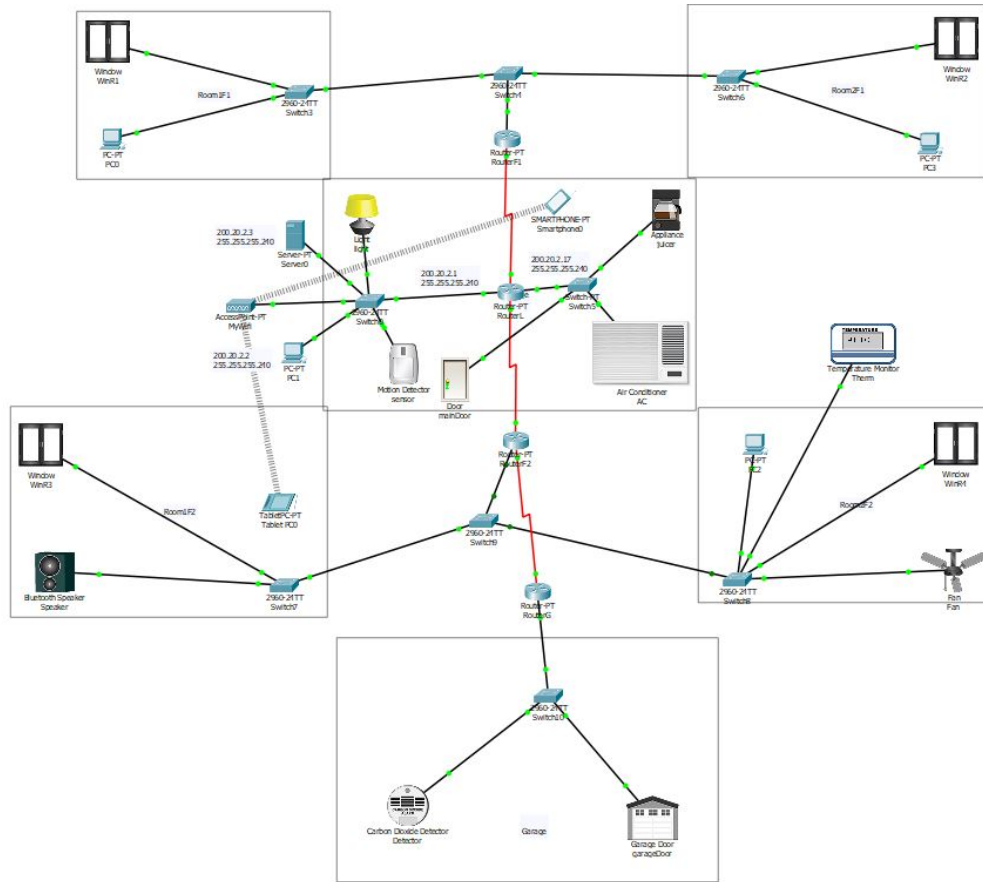 Window
WinR1
Room1F1
2960-24TT
Switch3
PC-PT
PC0
2960-24TT
Switch4
Router-PT
RouterF1
2960-24TT
Switch6
Room2F1
Window
WinR2
PC-PT
PC3
200.20.2.3
255.255.255.240
Server-PT
Server0
Light
light
SMARTPHONE-PT
Smartphone0
Appliance
juicer
200.20.2.1
255.255.255.240
200.20.2.17
255.255.255.240
AccessPoint-PT
2960-24TT
Router-PT
RouterL
Switch-PT
Switch5
200.20.2.2
255.255.255.240
PC-PT
PC1
Motion Detector
sensor
Door
mainDoor
Air Conditioner
AC
TEMPERATURE
Temperature Monitor
Therm
Window
WinR3
Room1F2
TabletPC-PT
Tablet PC0
Bluetooth Speaker
Speaker
2960-24TT
Switch7
Router-PT
RouterF2
2960-24TT
Switch9
PC-PT
PC2
Window
WinR4
2960-24TT
Switch8
Fan
Fan
Router-PT
RouterG
2960-24TT
Switch10
Carbon Dioxide Detector
Detector
Garage
Garage Door
garageDoor